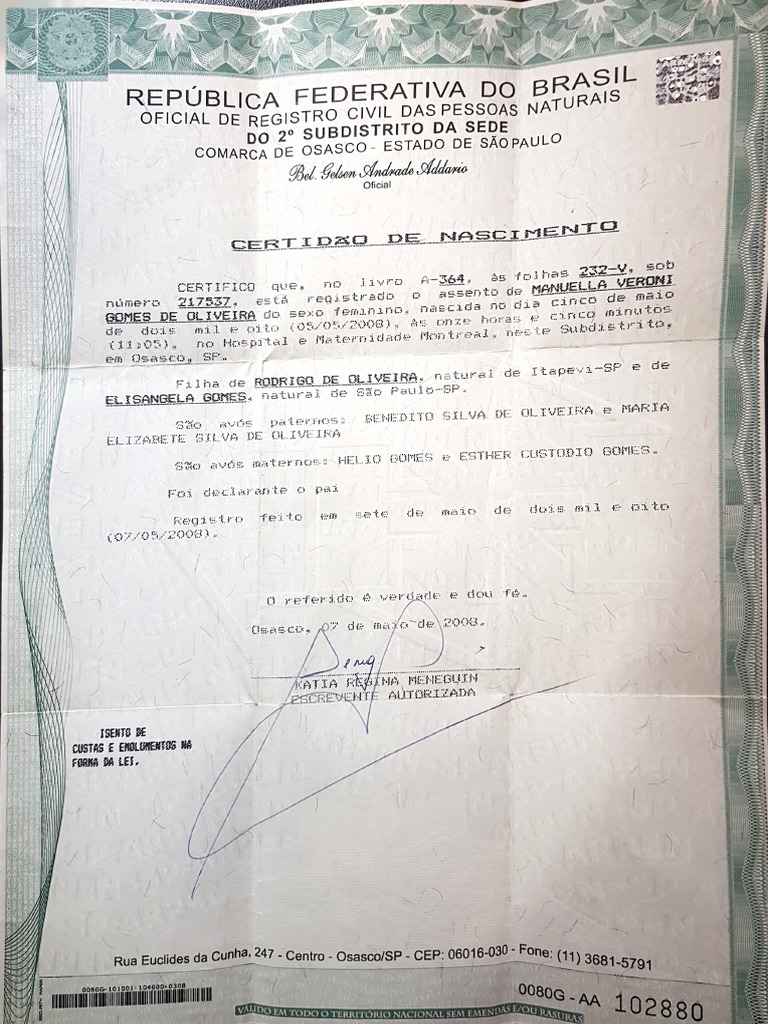 REPÚBLICA FEDERATIVA DO BRASIL
OFICIAL DE REGISTRO CIVIL DAS PESSOAS NATURAIS
DO 2º SUBDISTRITO DA SEDE
COMARCA DE OSASCO - ESTADO DE SÃO PAULO
Bel. Gelsen Andrade Addario
Oficial
CERTIDÃO DE NASCIMENTO
CERTIFICO que, no livro A-364, às folhas 232-V, sob
número 217537, está registrado o assento de MANUELLA VERONI
GOMES DE OLIVEIRA do sexo feminino, nascida no dia cinco de maio
de dois mil e oito (05/05/2008), às onze horas e cinco minutos
(11:05), no Hospital e Maternidade Montreal, neste Subdistrito,
em Osasco, SP.
Filha de RODRIGO DE OLIVEIRA, natural de Itapevi-SP e de
ELISANGELA GOMES, natural de São Paulo-SP.
São avós paternos: BENEDITO SILVA DE OLIVEIRA e MARIA
ELIZABETE SILVA DE OLIVEIRA
São avós maternos: HELIO GOMES e ESTHER CUSTODIO GOMES.
Foi declarante o pai
Registro feito em sete de maio de dois mil e oito
(07/05/2008).
O referido é verdade e dou fé.
Osasco, 07 de maio de 2008.
KATIA REGINA MENEGUIN
ESCREVENTE AUTORIZADA
ISENTO DE
CUSTAS E EMOLUMENTOS NA
FORMA DA LEI.
Rua Euclides da Cunha, 247 - Centro - Osasco/SP - CEP: 06016-030 - Fone: (11) 3681-5791
0080G-101001-104000-0308
0080G - AA 102880
VÁLIDO EM TODO O TERRITÓRIO NACIONAL SEM EMENDAS E/OU RASURAS